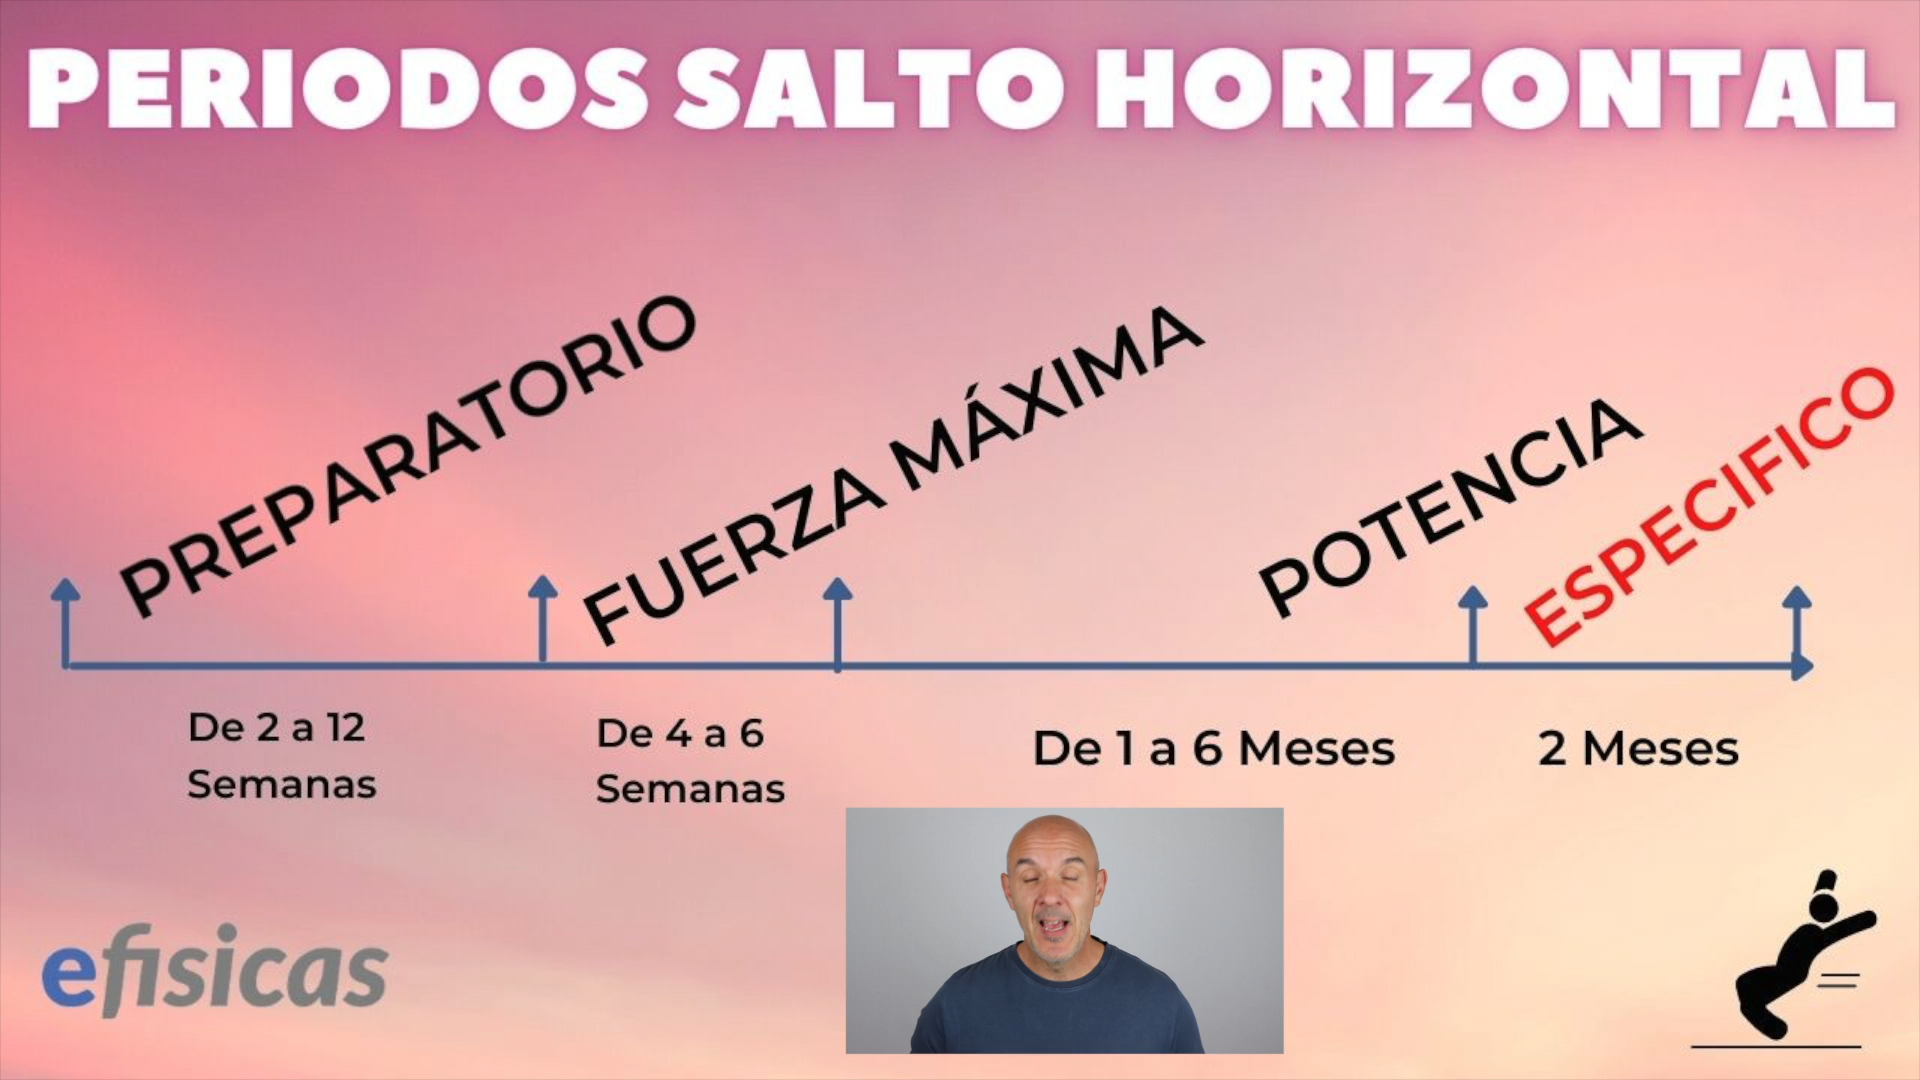 PERIODOS SALTO HORIZONTAL
PREPARATORIO
FUERZA MÁXIMA
POTENCIA
ESPECIFICO
De 2 a 12
Semanas
De 4 a 6
Semanas
De 1 a 6 Meses
2 Meses
efisicas